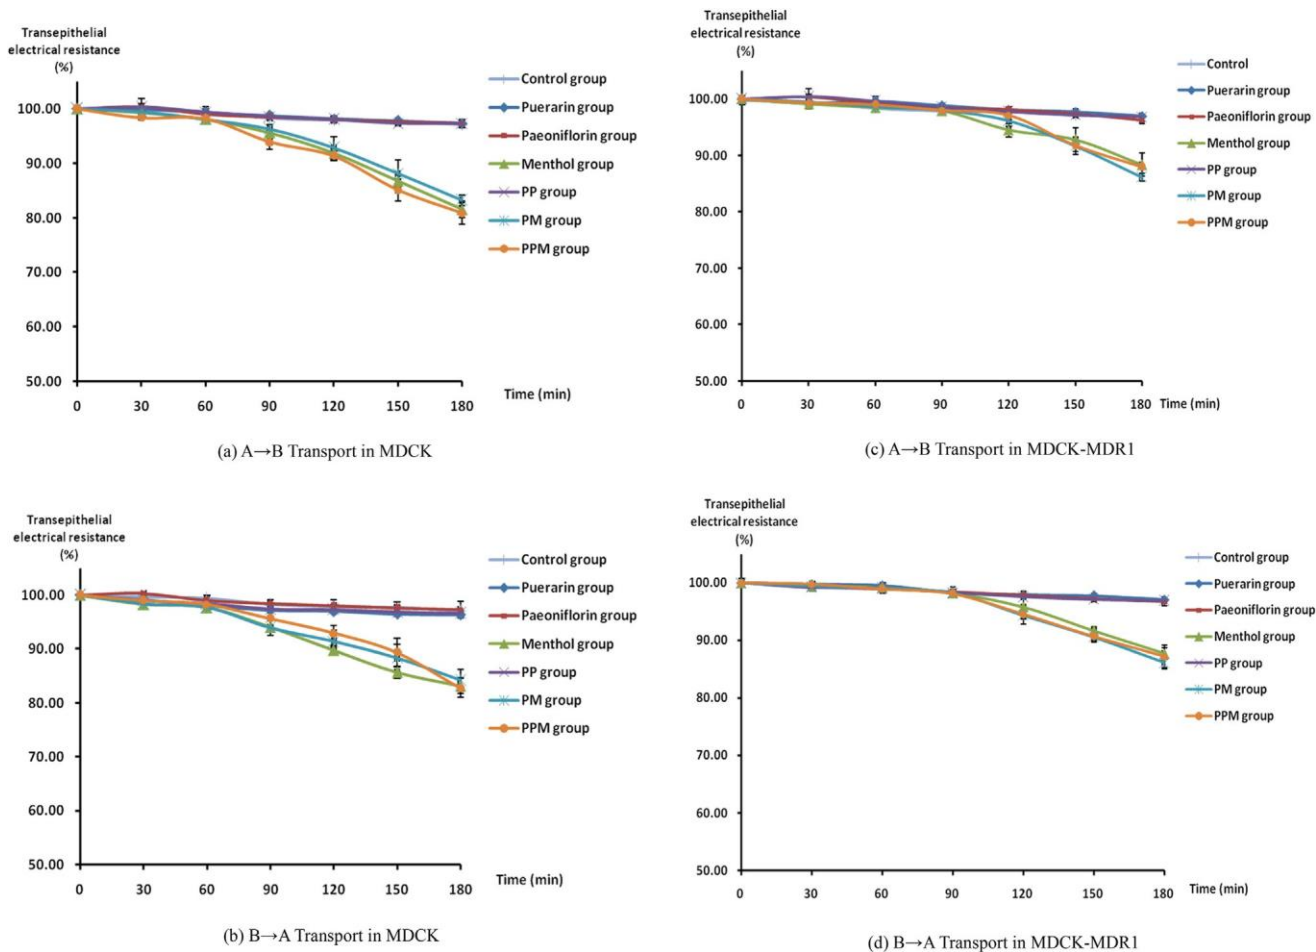 Transepithelial
electrical resistance
(%)
100.00
90.00
80.00
70.00
60.00
50.00
0 30 60 90 120 150 180
Time (min)
Control group
Puerarin group
Paeoniflorin group
Menthol group
PP group
PM group
PPM group
(a) A→B Transport in MDCK
Transepithelial
electrical resistance
(%)
100.00
90.00
80.00
70.00
60.00
50.00
0 30 60 90 120 150 180
Time (min)
Control
Puerarin group
Paeoniflorin group
Menthol group
PP group
PM group
PPM group
(c) A→B Transport in MDCK-MDR1
Transepithelial
electrical resistance
(%)
100.00
90.00
80.00
70.00
60.00
50.00
0 30 60 90 120 150 180
Time (min)
Control group
Puerarin group
Paeoniflorin group
Menthol group
PP group
PM group
PPM group
(b) B→A Transport in MDCK
Transepithelial
electrical resistance
(%)
100.00
90.00
80.00
70.00
60.00
50.00
0 30 60 90 120 150 180
Time (min)
Control group
Puerarin group
Paeoniflorin group
Menthol group
PP group
PM group
PPM group
(d) B→A Transport in MDCK-MDR1